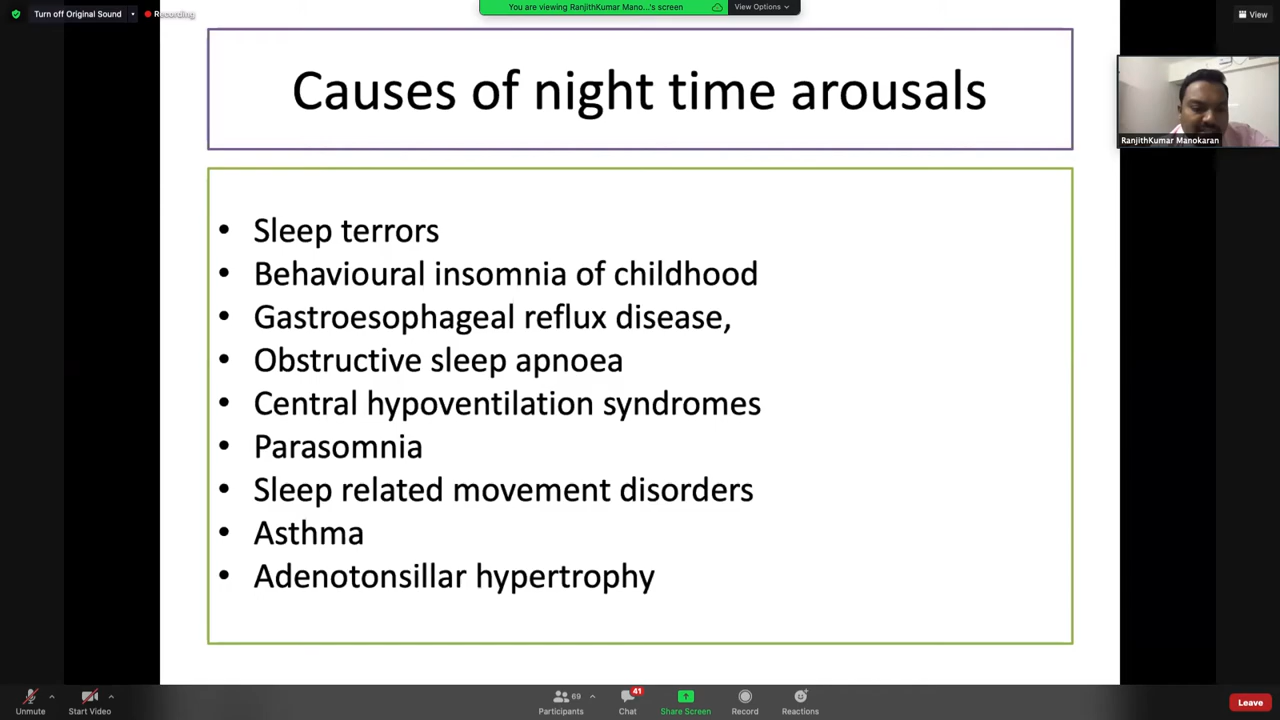 Turn off Original Sound
Recording
You are viewing RanjithKumar Mano...'s screen
View Options
View
Causes of night time arousals
RanjithKumar Manokaran
• Sleep terrors
• Behavioural insomnia of childhood
• Gastroesophageal reflux disease,
• Obstructive sleep apnoea
• Central hypoventilation syndromes
• Parasomnia
• Sleep related movement disorders
• Asthma
• Adenotonsillar hypertrophy
Unmute
Start Video
Participants 69
Chat 41
Share Screen
Record
Reactions
Leave